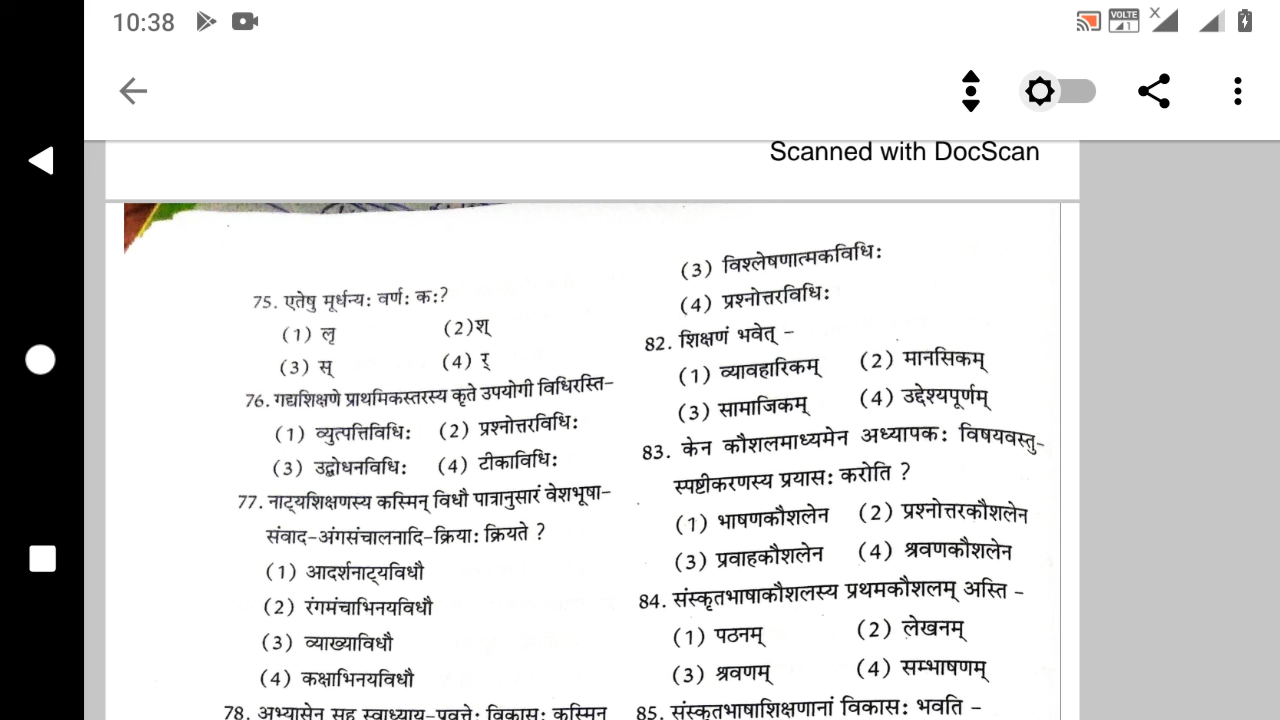 10:38
VOLTE
Scanned with DocScan
75. एतेषु मूर्धन्यः वर्णः कः?
(1) लृ (2) श्
(3) स् (4) र्
76. गद्यशिक्षणे प्राथमिकस्तरस्य कृते उपयोगी विधिरस्ति-
(1) व्युत्पत्तिविधिः (2) प्रश्नोत्तरविधिः
(3) उद्बोधनविधिः (4) टीकाविधिः
77. नाट्यशिक्षणस्य कस्मिन् विधौ पात्रानुसारं वेशभूषा-
संवाद-अंगसंचालनादि-क्रियाः क्रियते ?
(1) आदर्शनाट्यविधौ
(2) रंगमंचाभिनयविधौ
(3) व्याख्याविधौ
(4) कक्षाभिनयविधौ
78. अभ्यासेन सह स्वाध्याय-प्रवृत्तेः विकासः कस्मिन्
(3) विश्लेषणात्मकविधिः
(4) प्रश्नोत्तरविधिः
82. शिक्षणं भवेत् -
(1) व्यावहारिकम् (2) मानसिकम्
(3) सामाजिकम् (4) उद्देश्यपूर्णम्
83. केन कौशलमाध्यमेन अध्यापकः विषयवस्तु-
स्पष्टीकरणस्य प्रयासः करोति ?
(1) भाषणकौशलेन (2) प्रश्नोत्तरकौशलेन
(3) प्रवाहकौशलेन (4) श्रवणकौशलेन
84. संस्कृतभाषाकौशलस्य प्रथमकौशलम् अस्ति -
(1) पठनम् (2) लेखनम्
(3) श्रवणम् (4) सम्भाषणम्
85. संस्कृतभाषाशिक्षणानां विकासः भवति -